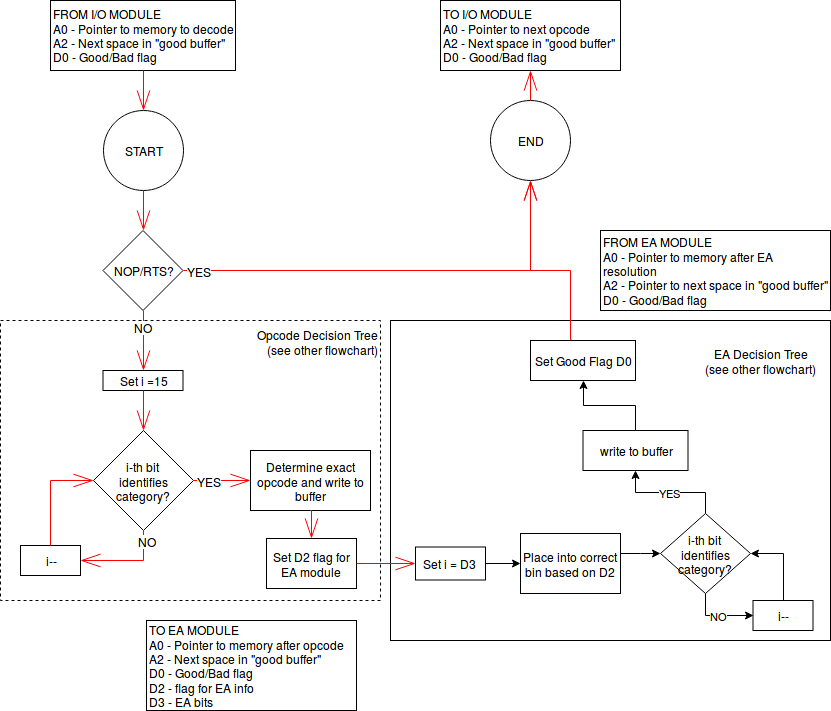 FROM I/O MODULE
A0 - Pointer to memory to decode
A2 - Next space in "good buffer"
D0 - Good/Bad flag
TO I/O MODULE
A0 - Pointer to next opcode
A2 - Next space in "good buffer"
D0 - Good/Bad flag
START
END
NOP/RTS?
YES
NO
FROM EA MODULE
A0 - Pointer to memory after EA
resolution
A2 - Pointer to next space in "good buffer"
D0 - Good/Bad flag
Opcode Decision Tree
(see other flowchart)
Set i =15
i-th bit
identifies
category?
YES
NO
i--
Determine exact
opcode and write to
buffer
Set D2 flag for
EA module
EA Decision Tree
(see other flowchart)
Set Good Flag D0
write to buffer
YES
Set i = D3
Place into correct
bin based on D2
i-th bit
identifies
category?
NO
i--
TO EA MODULE
A0 - Pointer to memory after opcode
A2 - Next space in "good buffer"
D0 - Good/Bad flag
D2 - flag for EA info
D3 - EA bits